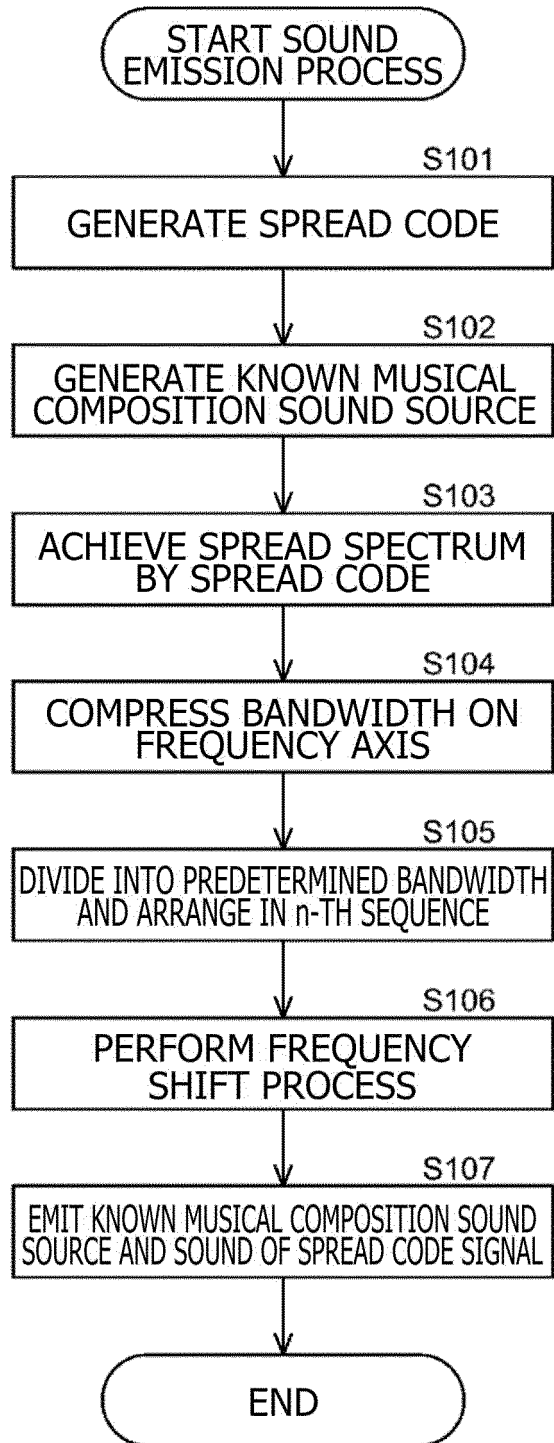 START SOUND
EMISSION PROCESS
S101
GENERATE SPREAD CODE
S102
GENERATE KNOWN MUSICAL
COMPOSITION SOUND SOURCE
S103
ACHIEVE SPREAD SPECTRUM
BY SPREAD CODE
S104
COMPRESS BANDWIDTH ON
FREQUENCY AXIS
S105
DIVIDE INTO PREDETERMINED BANDWIDTH
AND ARRANGE IN n-TH SEQUENCE
S106
PERFORM FREQUENCY
SHIFT PROCESS
S107
EMIT KNOWN MUSICAL COMPOSITION SOUND
SOURCE AND SOUND OF SPREAD CODE SIGNAL
END